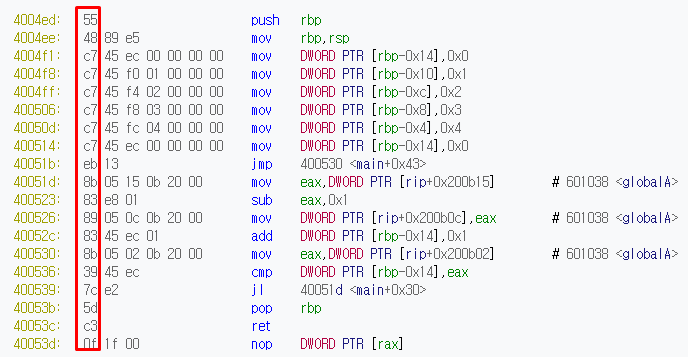 4004ed: 55 push rbp
4004ee: 48 89 e5 mov rbp,rsp
4004f1: c7 45 ec 00 00 00 00 mov DWORD PTR [rbp-0x14],0x0
4004f8: c7 45 f0 01 00 00 00 mov DWORD PTR [rbp-0x10],0x1
4004ff: c7 45 f4 02 00 00 00 mov DWORD PTR [rbp-0xc],0x2
400506: c7 45 f8 03 00 00 00 mov DWORD PTR [rbp-0x8],0x3
40050d: c7 45 fc 04 00 00 00 mov DWORD PTR [rbp-0x4],0x4
400514: c7 45 ec 00 00 00 00 mov DWORD PTR [rbp-0x14],0x0
40051b: eb 13 jmp 400530 <main+0x43>
40051d: 8b 05 15 0b 20 00 mov eax,DWORD PTR [rip+0x200b15] # 601038 <globalA>
400523: 83 e8 01 sub eax,0x1
400526: 89 05 0c 0b 20 00 mov DWORD PTR [rip+0x200b0c],eax # 601038 <globalA>
40052c: 83 45 ec 01 add DWORD PTR [rbp-0x14],0x1
400530: 8b 05 02 0b 20 00 mov eax,DWORD PTR [rip+0x200b02] # 601038 <globalA>
400536: 39 45 ec cmp DWORD PTR [rbp-0x14],eax
400539: 7c e2 jl 40051d <main+0x30>
40053b: 5d pop rbp
40053c: c3 ret
40053d: 0f 1f 00 nop DWORD PTR [rax]